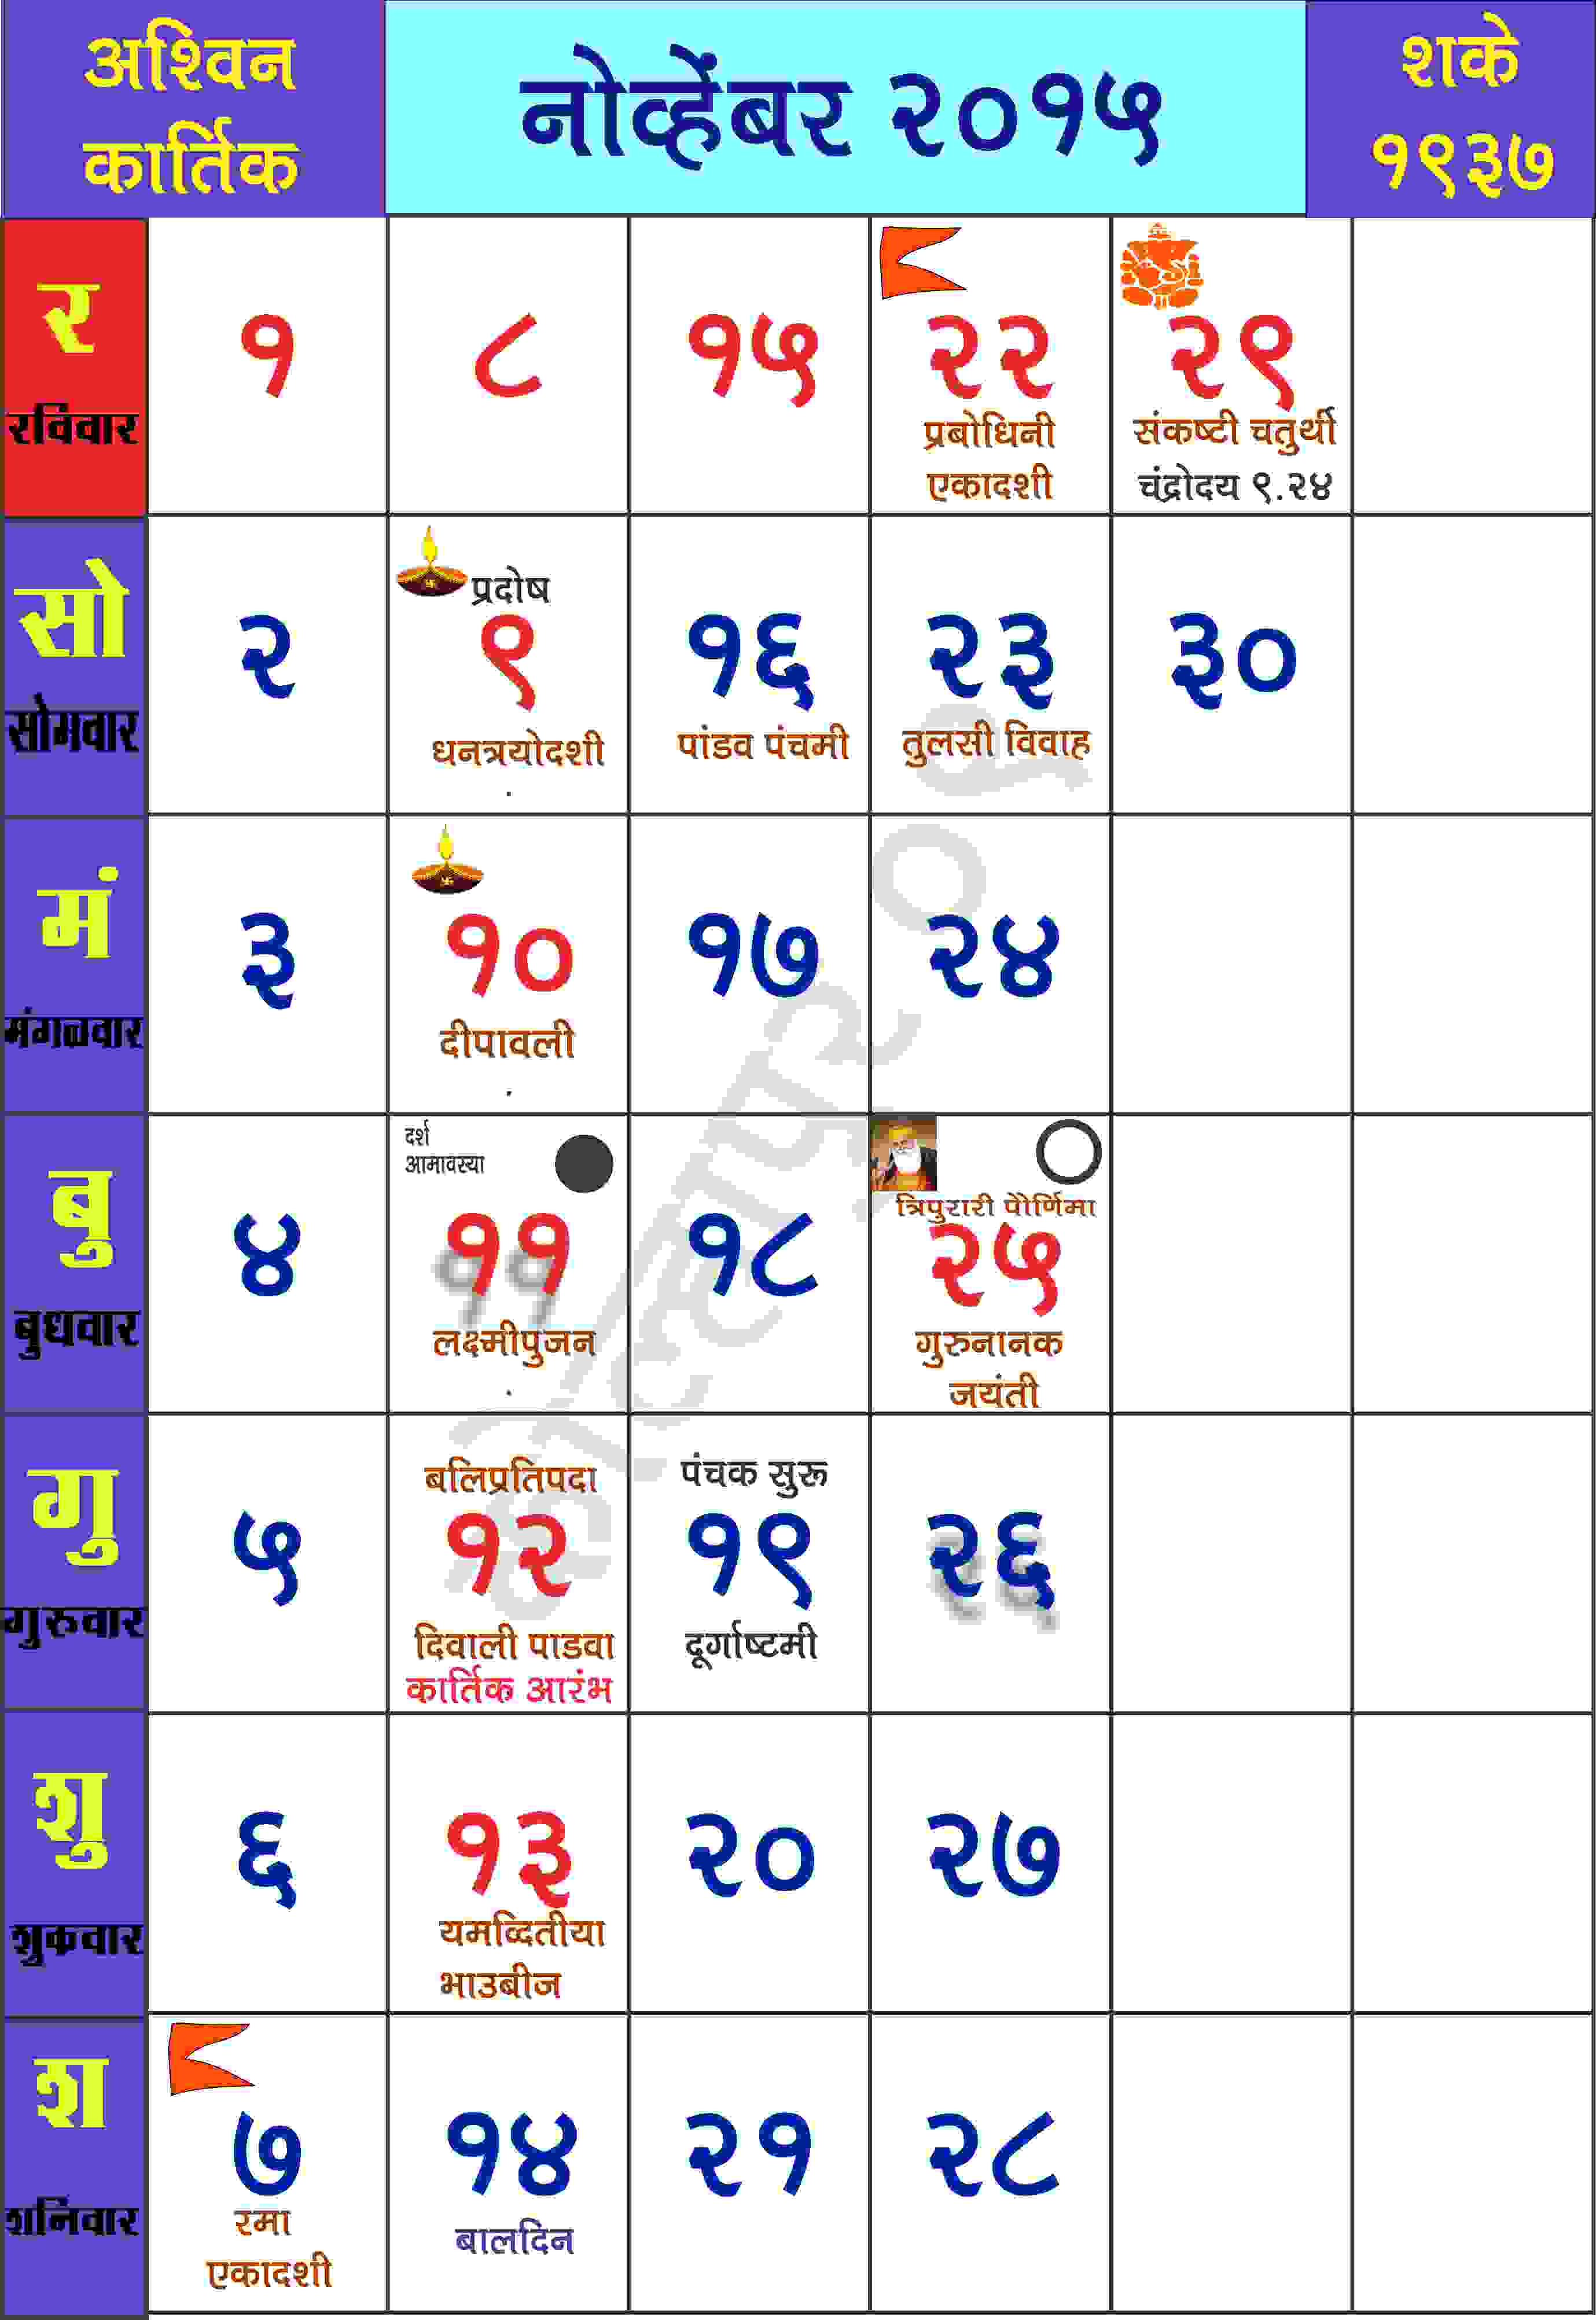 अश्विन
कार्तिक
नोव्हेंबर २०१५
शके
१९३७
र
रविवार
१
८
१५
२२
प्रबोधिनी
एकादशी
२९
संकष्टी चतुर्थी
चंद्रोदय ९.२४
सो
सोमवार
२
प्रदोष
९
धनत्रयोदशी
.
१६
पांडव पंचमी
२३
तुलसी विवाह
३०
मं
मंगळवार
३
१०
दीपावली
.
१७
२४
बु
बुधवार
४
दर्श
आमावस्या
११
लक्ष्मीपुजन
.
१८
त्रिपुरारी पौर्णिमा
२५
गुरुनानक
जयंती
गु
गुरुवार
५
बलिप्रतिपदा
१२
दिवाली पाडवा
कार्तिक आरंभ
पंचक सुरू
१९
दूर्गाष्टमी
२६
शु
शुक्रवार
६
१३
यमव्दितीया
भाउबीज
२०
२७
श
शनिवार
७
रमा
एकादशी
१४
बालदिन
२१
२८